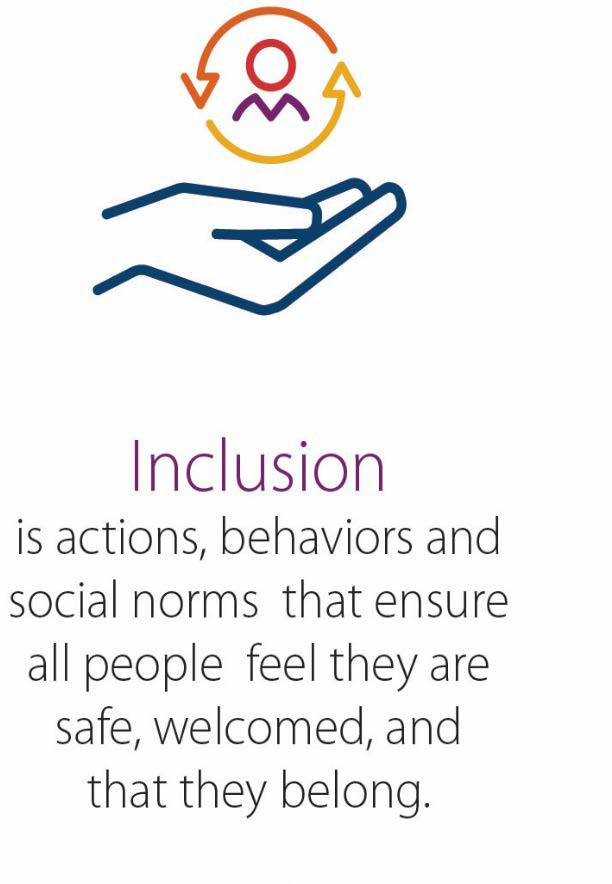 Inclusion
is actions, behaviors and
social norms  that ensure
all people  feel they are
safe, welcomed, and
that they belong.